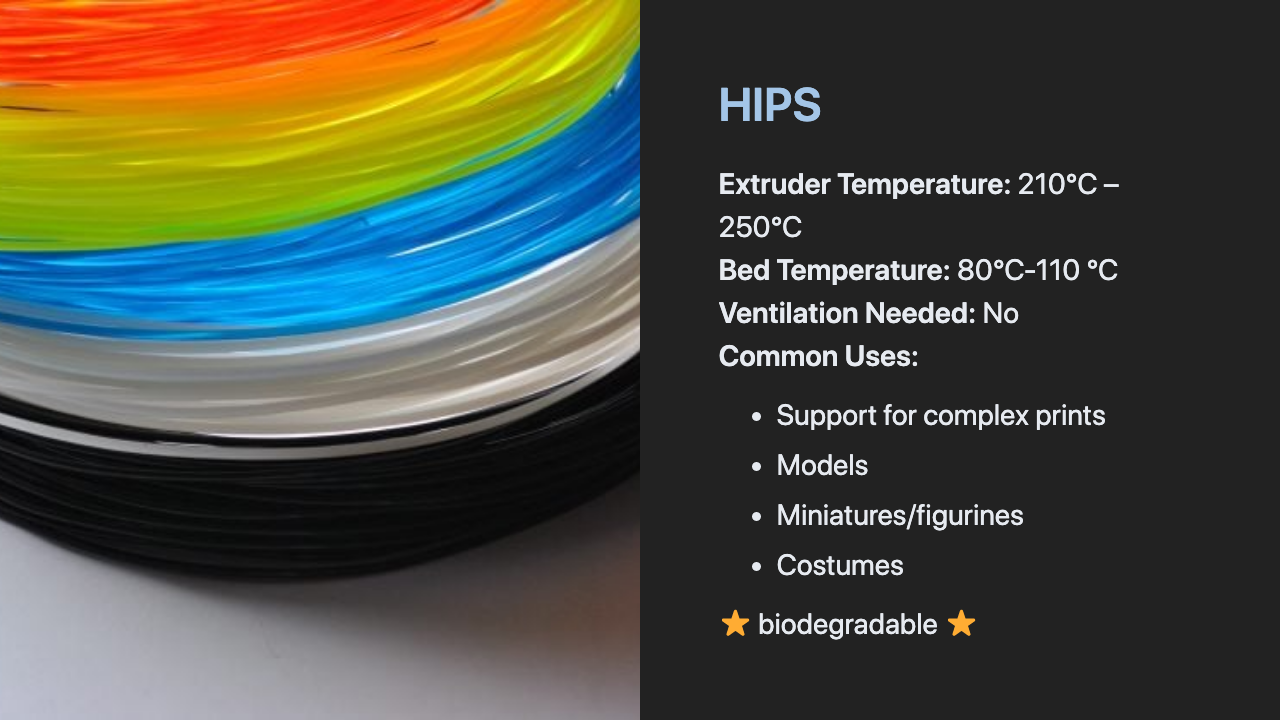 HIPS
Extruder Temperature: 210°C –
250°C
Bed Temperature: 80°C-110 °C
Ventilation Needed: No
Common Uses:
• Support for complex prints
• Models
• Miniatures/figurines
• Costumes
⭐ biodegradable ⭐